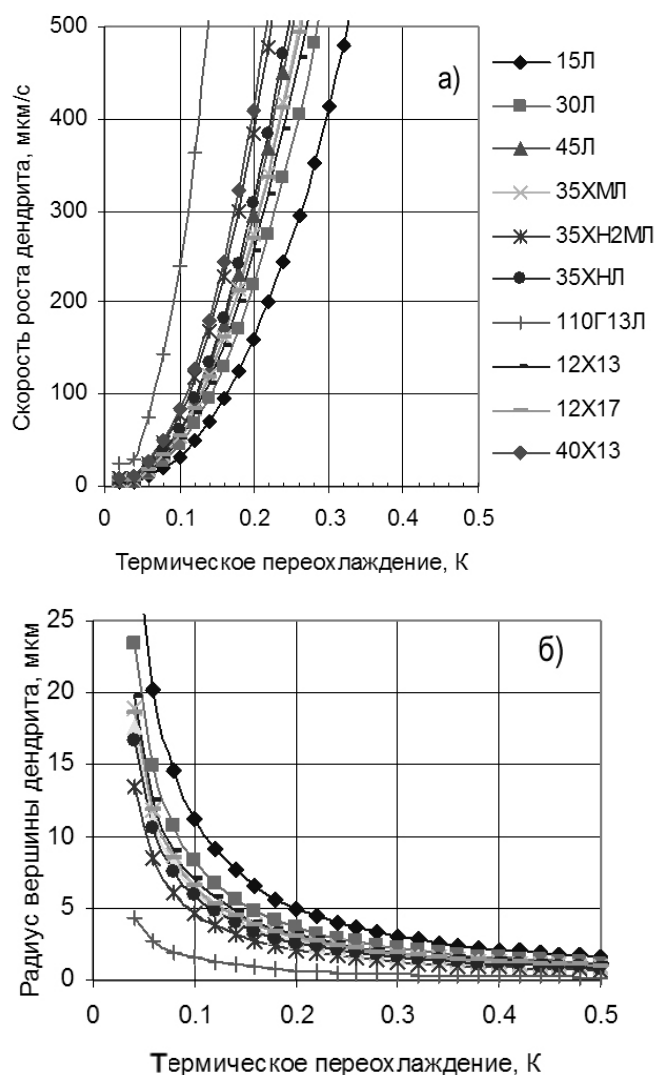 500
400
300
200
100
0
Скорость роста дендрита, мкм/с
а)
0
0.1
0.2
0.3
0.4
0.5
Термическое переохлаждение, К
15Л
30Л
45Л
35ХМЛ
35ХН2МЛ
35ХНЛ
110Г13Л
12Х13
12Х17
40Х13
25
20
15
10
5
0
Радиус вершины дендрита, мкм
б)
0
0.1
0.2
0.3
0.4
0.5
Термическое переохлаждение, К